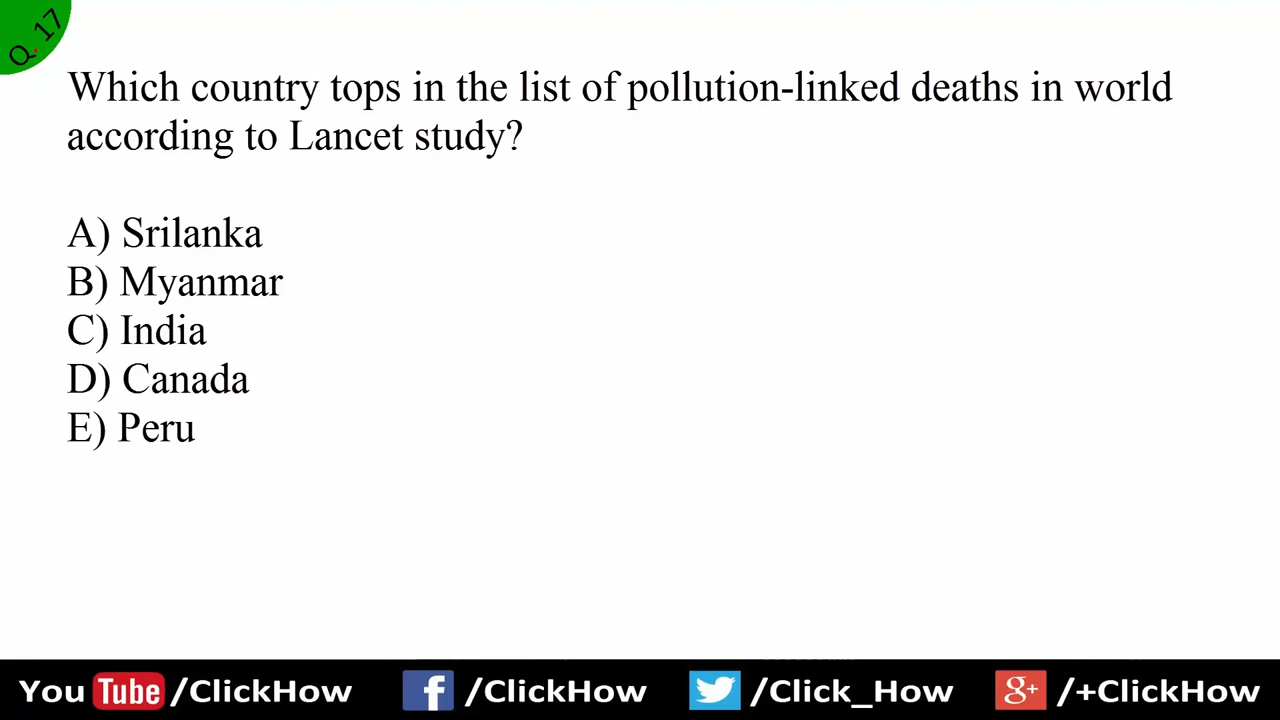 Q. 17
Which country tops in the list of pollution-linked deaths in world
according to Lancet study?
A) Srilanka
B) Myanmar
C) India
D) Canada
E) Peru
You Tube /ClickHow f /ClickHow /Click_How g+ /+ClickHow